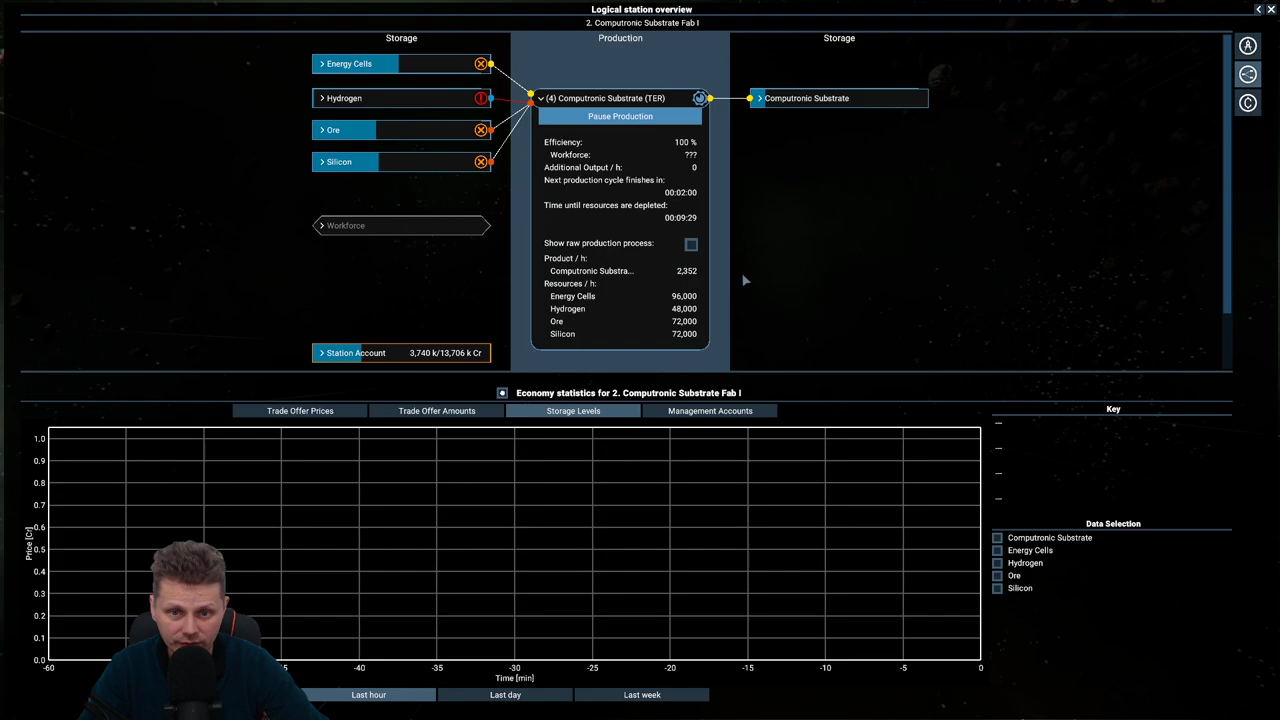 Logical station overview
2. Computronic Substrate Fab I
Storage
Production
Storage
Energy Cells
Hydrogen
Ore
Silicon
Workforce
Station Account 3,740 k/13,706 k Cr
(4) Computronic Substrate (TER)
Pause Production
Efficiency: 100 %
Workforce: ???
Additional Output / h: 0
Next production cycle finishes in:
00:02:00
Time until resources are depleted:
00:09:29
Show raw production process:
Product / h:
Computronic Substra... 2,352
Resources / h:
Energy Cells 96,000
Hydrogen 48,000
Ore 72,000
Silicon 72,000
Computronic Substrate
A
C
Economy statistics for 2. Computronic Substrate Fab I
Trade Offer Prices Trade Offer Amounts Storage Levels Management Accounts
Key
Data Selection
Computronic Substrate
Energy Cells
Hydrogen
Ore
Silicon
Price [Cr]
1.0
0.9
0.8
0.7
0.6
0.5
0.4
0.3
0.2
0.1
0.0
-60 -40 -35 -30 -25 -20 -15 -10 -5 0
Time [min]
Last hour Last day Last week